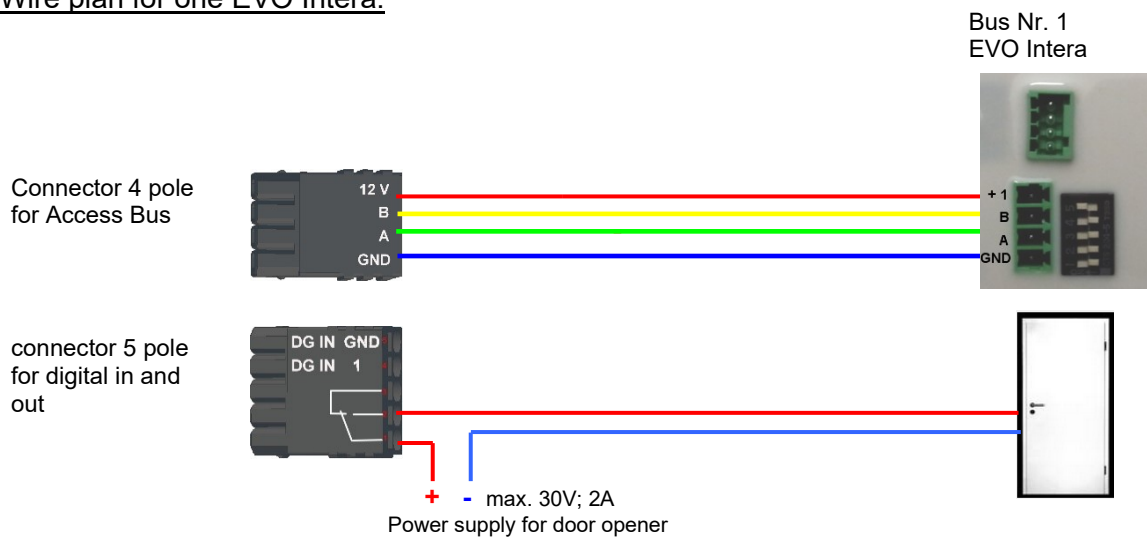 Wire plan for one EVO Intera:
Bus Nr. 1
EVO Intera
Connector 4 pole
for Access Bus
12 V
B
A
GND
+ 1
B
A
GND
connector 5 pole
for digital in and
out
DG IN GND
DG IN 1
+ - max. 30V; 2A
Power supply for door opener